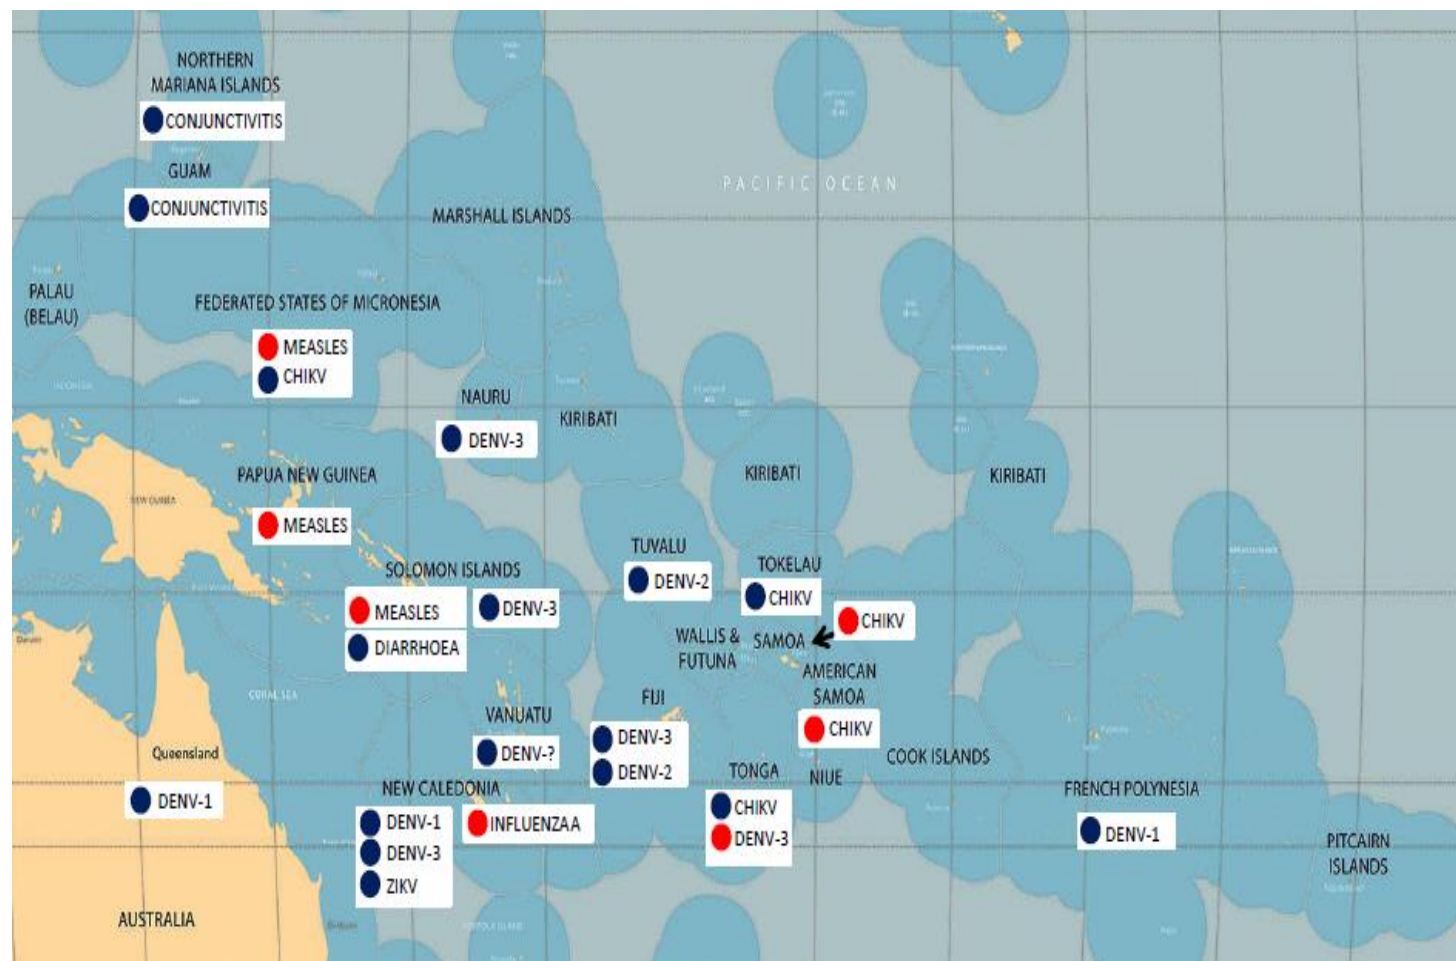 NORTHERN
MARIANA ISLANDS
CONJUNCTIVITIS
GUAM
CONJUNCTIVITIS
PACIFIC OCEAN
MARSHALL ISLANDS
PALAU
(BELAU)
FEDERATED STATES OF MICRONESIA
MEASLES
CHIKV
NAURU
DENV-3
KIRIBATI
KIRIBATI
KIRIBATI
PAPUA NEW GUINEA
NEW GUINEA
MEASLES
SOLOMON ISLANDS
MEASLES
DENV-3
DIARRHOEA
TUVALU
DENV-2
TOKELAU
CHIKV
CHIKV
WALLIS &
FUTUNA
SAMOA
AMERICAN
SAMOA
CHIKV
CORAL SEA
VANUATU
DENV-?
FIJI
DENV-3
DENV-2
Queensland
DENV-1
NEW CALEDONIA
DENV-1
DENV-3
ZIKV
INFLUENZAA
TONGA
CHIKV
DENV-3
NIUE
COOK ISLANDS
FRENCH POLYNESIA
DENV-1
PITCAIRN
ISLANDS
AUSTRALIA
NORFOLK ISLAND